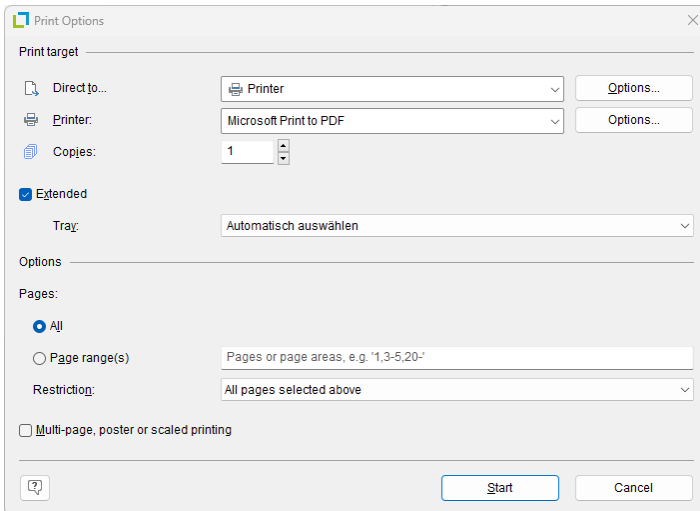 Print Options
Print target
Direct to... Printer Options...
Printer: Microsoft Print to PDF Options...
Copies: 1
Extended
Tray: Automatisch auswählen
Options
Pages:
All
Page range(s) Pages or page areas, e.g. '1,3-5,20-'
Restriction: All pages selected above
Multi-page, poster or scaled printing
Start Cancel